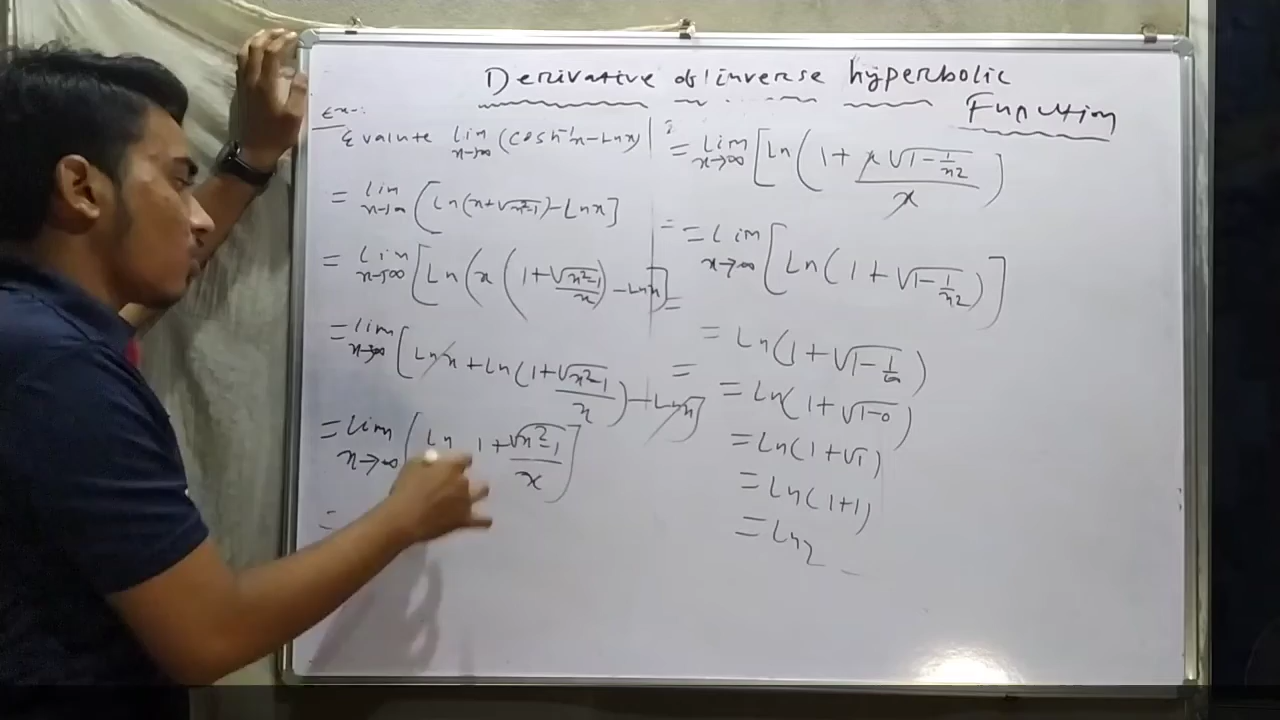 Derivative of inverse hyperbolic
Function
Ex-:
Evaluate lim x→∞ (cosh⁻¹x - Lnx)
= lim x→∞ (Ln(x+√x²-1) - Lnx]
= lim x→∞ [Ln(x(1+√x²-1/x) - Lnx]
= lim x→∞ [Lnx + Ln(1+√x²-1/x) - Lnx]
= lim x→∞ (Ln 1+√x²-1/x]
=
= lim x→∞ [Ln(1+ x√1-1/x2/x)
= lim x→∞ [Ln(1+√1-1/x2)]
= Ln(1+√1-1/∞)
= Ln(1+√1-0)
= Ln(1+√1)
= Ln(1+1)
= Ln2